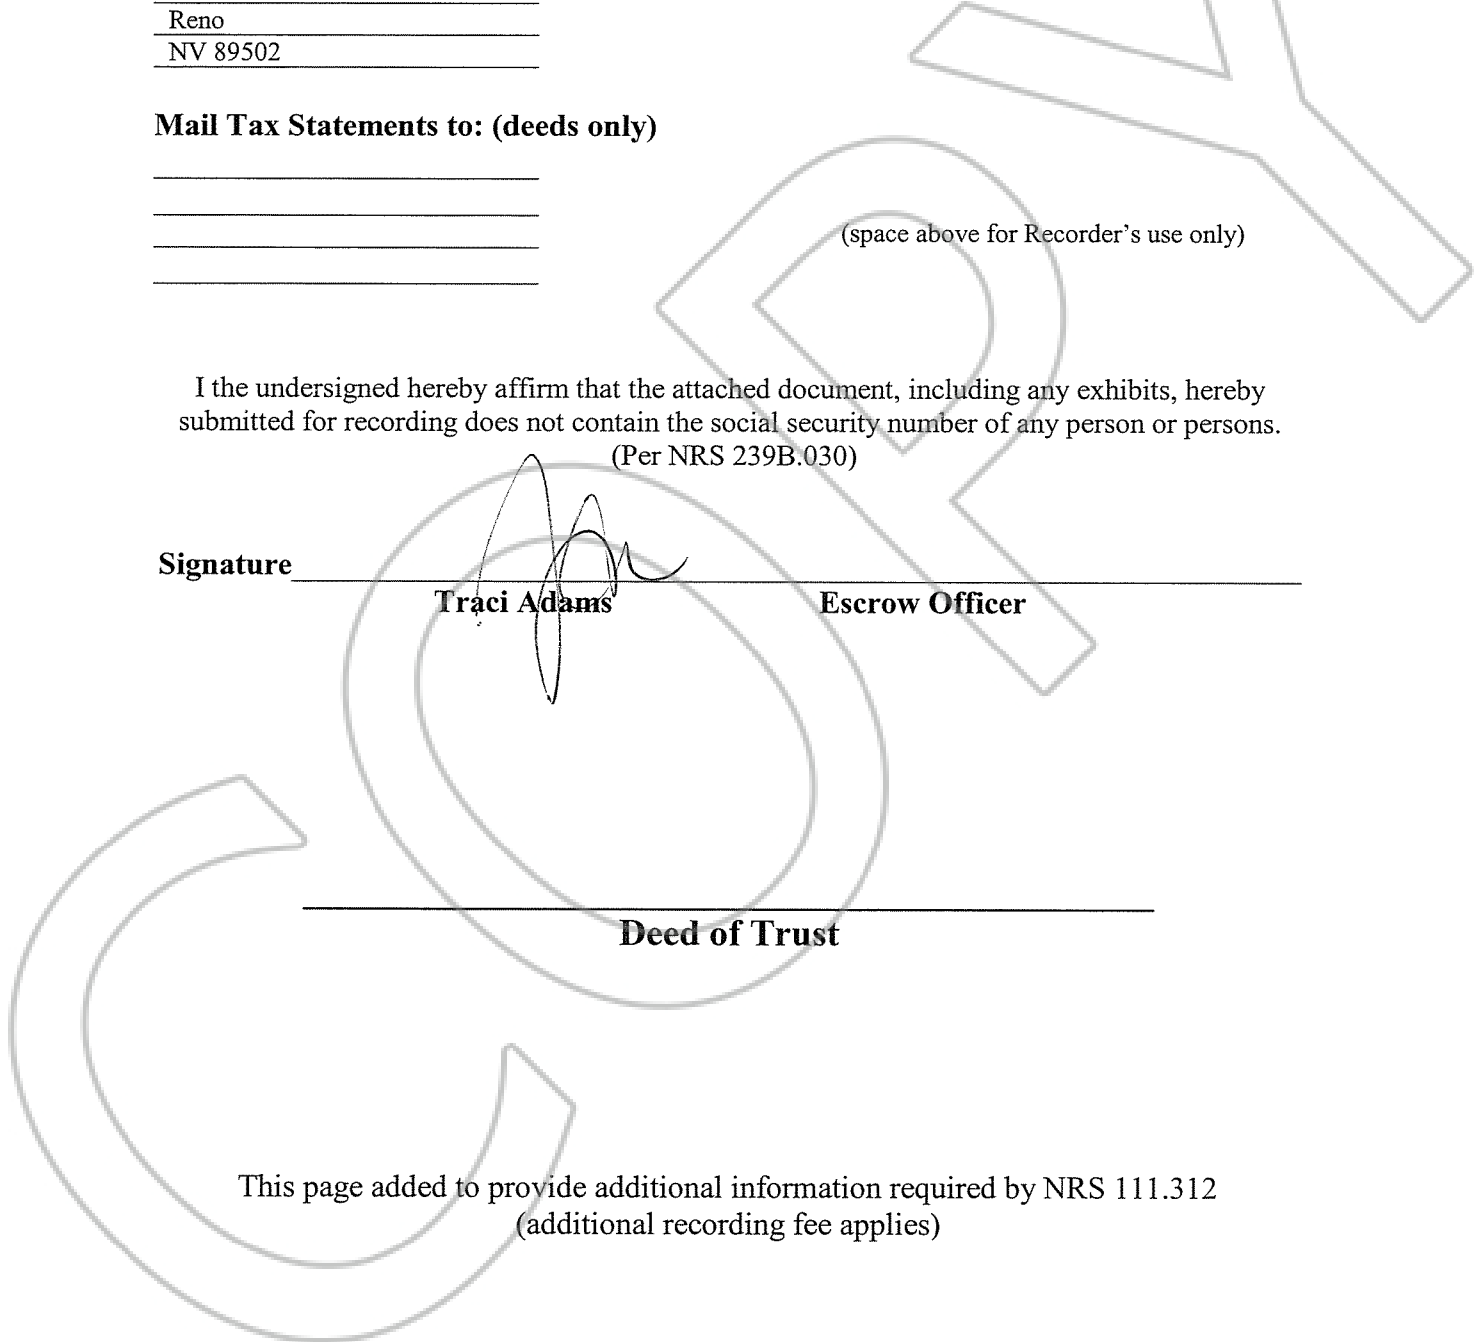 Reno
NV 89502
Mail Tax Statements to: (deeds only)
(space above for Recorder's use only)
I the undersigned hereby affirm that the attached document, including any exhibits, hereby
submitted for recording does not contain the social security number of any person or persons.
(Per NRS 239B.030)
Signature
Traci Adams Escrow Officer
Deed of Trust
This page added to provide additional information required by NRS 111.312
(additional recording fee applies)
COPY